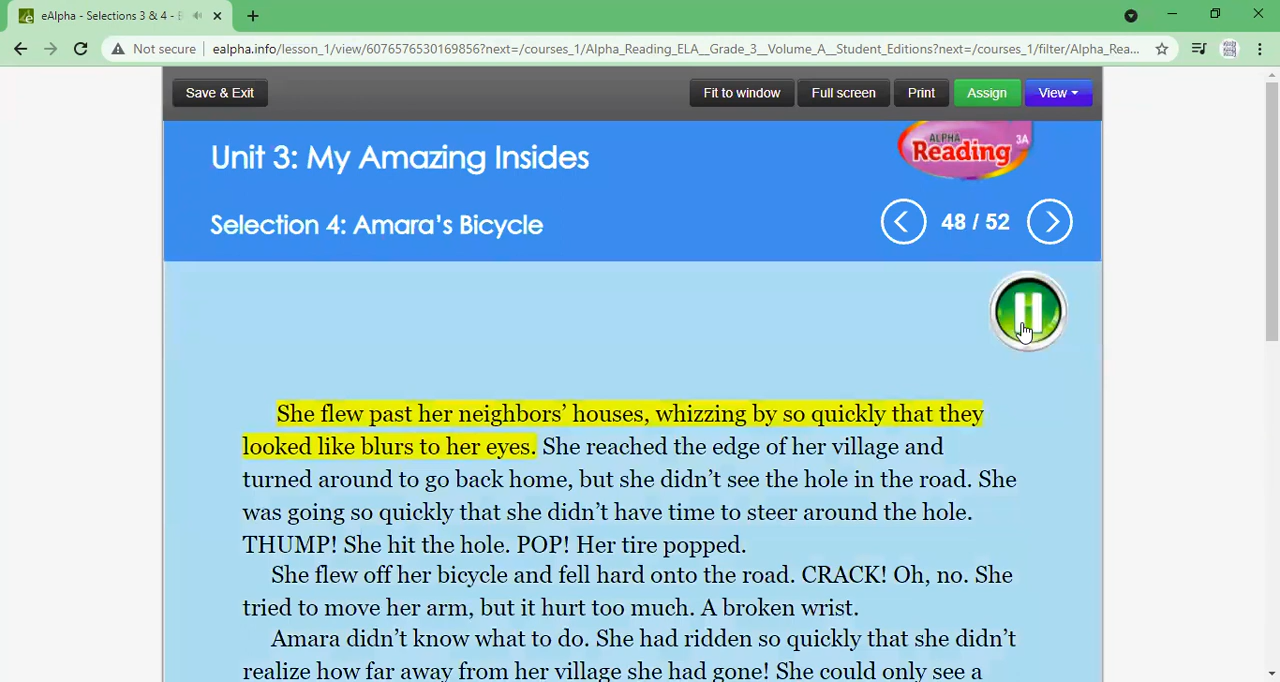 eAlpha - Selections 3 & 4 - E
Not secure
ealpha.info/lesson_1/view/6076576530169856?next=/courses_1/Alpha_Reading_ELA__Grade_3__Volume_A__Student_Editions?next=/courses_1/filter/Alpha_Rea...
Save & Exit
Fit to window
Full screen
Print
Assign
View
Unit 3: My Amazing Insides
ALPHA
3A
Reading
Selection 4: Amara's Bicycle
48 / 52
She flew past her neighbors' houses, whizzing by so quickly that they
looked like blurs to her eyes. She reached the edge of her village and
turned around to go back home, but she didn't see the hole in the road. She
was going so quickly that she didn't have time to steer around the hole.
THUMP! She hit the hole. POP! Her tire popped.
She flew off her bicycle and fell hard onto the road. CRACK! Oh, no. She
tried to move her arm, but it hurt too much. A broken wrist.
Amara didn't know what to do. She had ridden so quickly that she didn't
realize how far away from her village she had gone! She could only see a